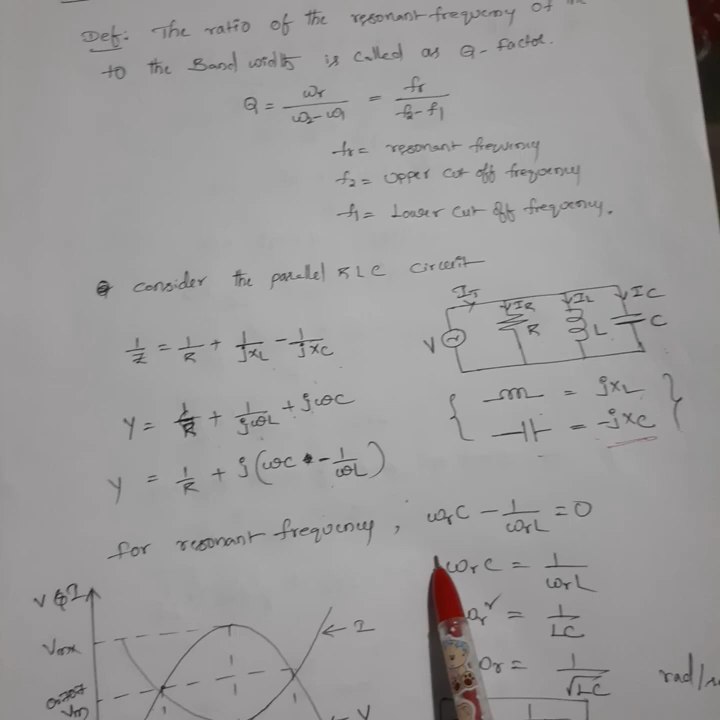 Def: The ratio of the resonant frequency of
to the Band width is called as Q-factor.
Q = ωr/(ω2-ω1) = fr/(f2-f1)
fr = resonant frequency
f2 = Upper cut off frequency
f1 = Lower cut off frequency.
consider the parallel RLC circuit
1/Z = 1/R + 1/jXL - 1/jXC
IT
IR
IL
IC
V
R
L
C
Y = 1/R + 1/jωL + jωC
= jXL
= -jXC
Y = 1/R + j(ωC - 1/ωL)
for resonant frequency, ωrC - 1/ωrL = 0
ωrC = 1/ωrL
= 1/LC
= 1/√LC
V & I
I
Vm
0.707
Vm
V